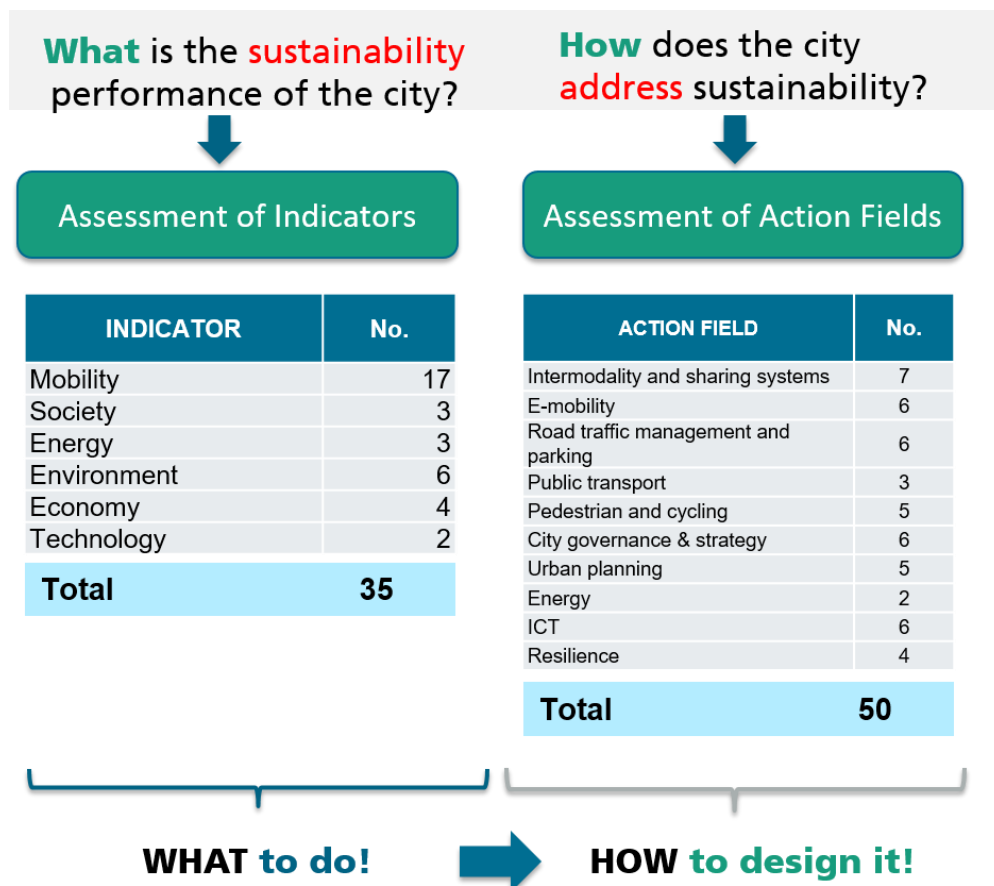 What is the sustainability
performance of the city?
Assessment of Indicators
INDICATOR No.
Mobility 17
Society 3
Energy 3
Environment 6
Economy 4
Technology 2
Total 35
How does the city
address sustainability?
Assessment of Action Fields
ACTION FIELD No.
Intermodality and sharing systems 7
E-mobility 6
Road traffic management and
parking 6
Public transport 3
Pedestrian and cycling 5
City governance & strategy 6
Urban planning 5
Energy 2
ICT 6
Resilience 4
Total 50
WHAT to do!
HOW to design it!